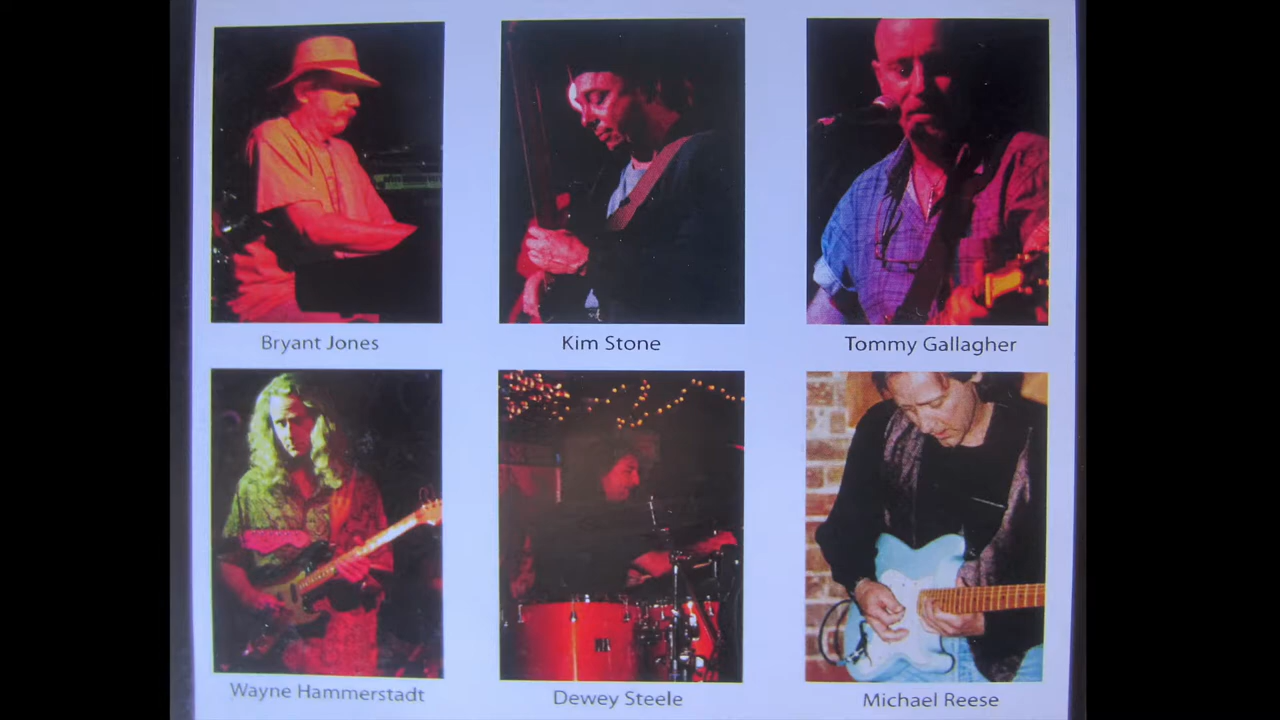 Bryant Jones
Kim Stone
Tommy Gallagher
Wayne Hammerstadt
Dewey Steele
Michael Reese